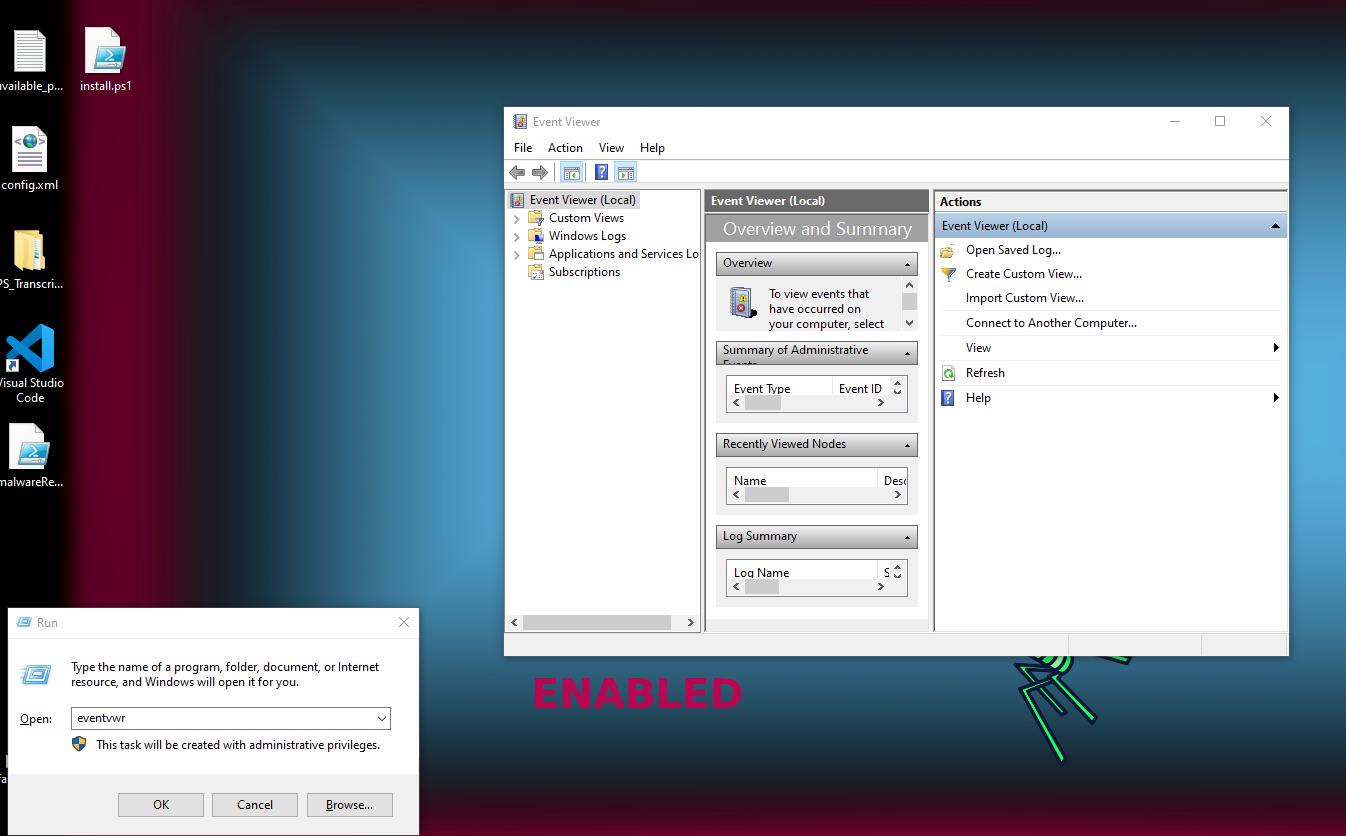 vailable_p...
install.ps1
config.xml
PS_Transcri...
Visual Studio
Code
malwareRe...
Event Viewer
File Action View Help
Event Viewer (Local)
Custom Views
Windows Logs
Applications and Services Lo
Subscriptions
Event Viewer (Local)
Overview and Summary
Overview
To view events that
have occurred on
your computer, select
Summary of Administrative
Event Type Event ID
Recently Viewed Nodes
Name Desc
Log Summary
Log Name S
Actions
Event Viewer (Local)
Open Saved Log...
Create Custom View...
Import Custom View...
Connect to Another Computer...
View
Refresh
Help
ENABLED
Run
Type the name of a program, folder, document, or Internet
resource, and Windows will open it for you.
Open: eventvwr
This task will be created with administrative privileges.
OK Cancel Browse...